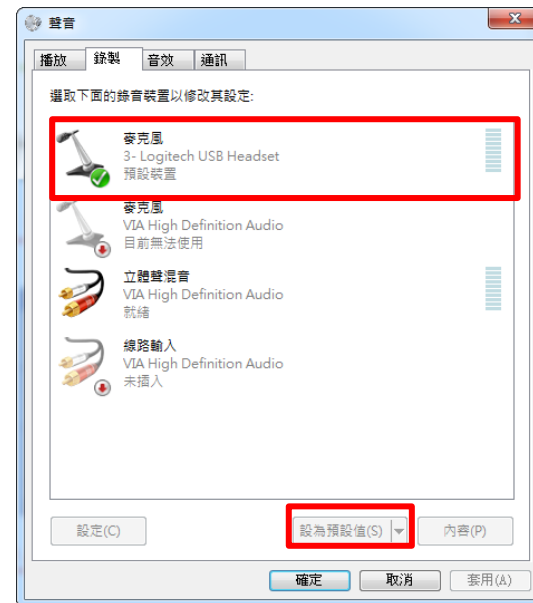 聲音
播放 錄製 音效 通訊
選取下面的錄音裝置以修改其設定:
麥克風
3- Logitech USB Headset
預設裝置
麥克風
VIA High Definition Audio
目前無法使用
立體聲混音
VIA High Definition Audio
就緒
線路輸入
VIA High Definition Audio
未插入
設定(C) 設為預設值(S) 內容(P)
確定 取消 套用(A)